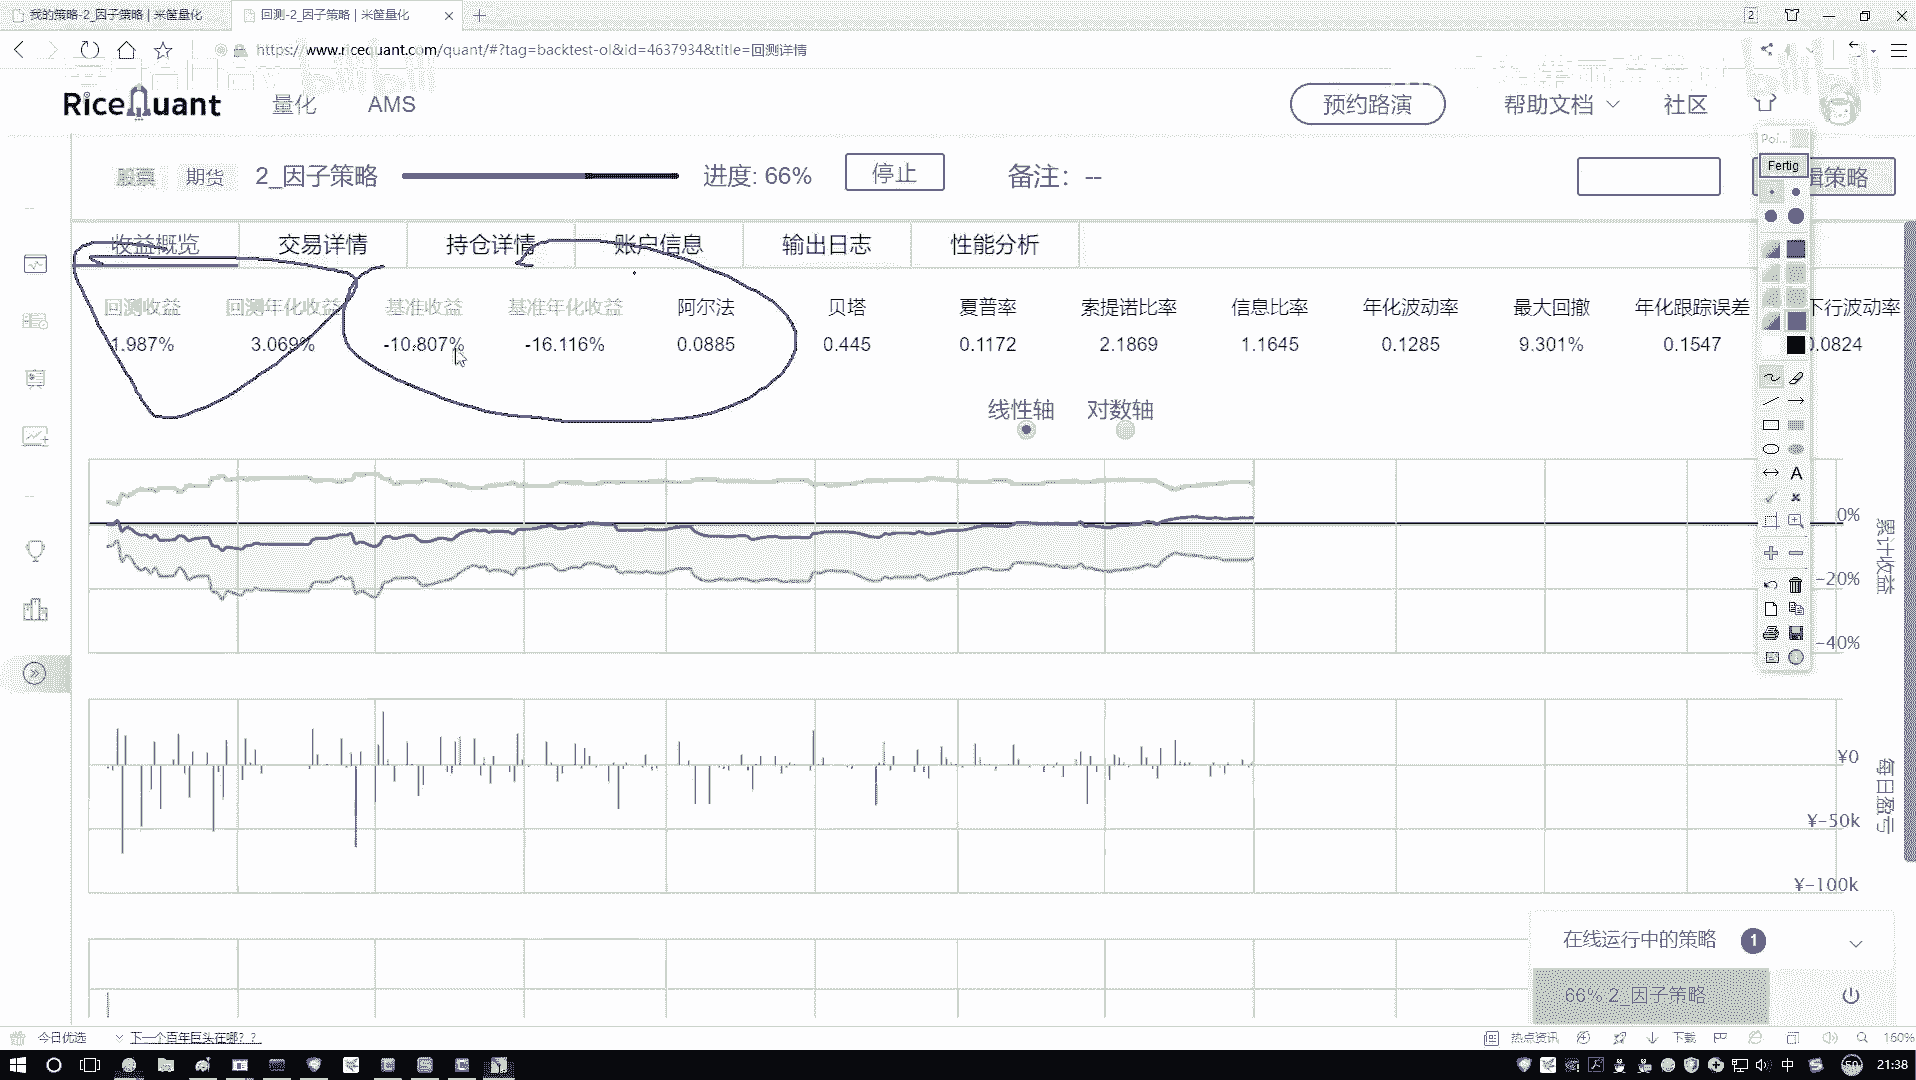 我的策略-2_因子策略 | 米筐量化
回测-2_因子策略 | 米筐量化
2
https://www.ricequant.com/quant/#?tag=backtest-ol&id=4637934&title=回测详情
RiceQuant 量化 AMS 预约路演 帮助文档 社区
股票 期货 2_因子策略 进度: 66% 停止 备注: -- 辑策略
Poi...
Fertig
收益概览 交易详情 持仓详情 账户信息 输出日志 性能分析
回测收益 回测年化收益 基准收益 基准年化收益 阿尔法 贝塔 夏普率 索提诺比率 信息比率 年化波动率 最大回撤 年化跟踪误差 下行波动率
1.987% 3.069% -10.807% -16.116% 0.0885 0.445 0.1172 2.1869 1.1645 0.1285 9.301% 0.1547 0.0824
线性轴 对数轴
A
0%
-20%
-40%
累计收益
¥0
¥-50k
¥-100k
每日盈亏
在线运行中的策略 1
66% 2_因子策略
今日优选 下一个百年巨头在哪？？ 热点资讯 下载 160%
中 50 21:38